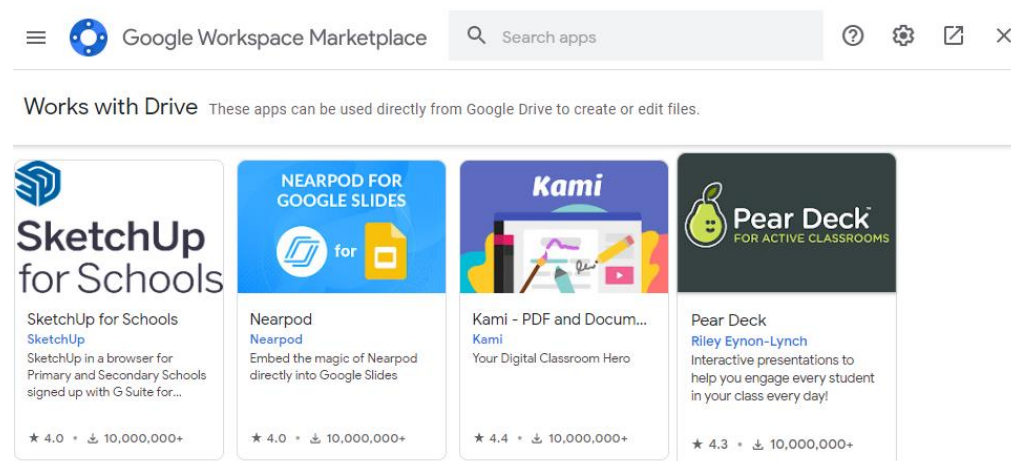 Google Workspace Marketplace
Search apps
Works with Drive These apps can be used directly from Google Drive to create or edit files.
SketchUp
for Schools
SketchUp for Schools
SketchUp
SketchUp in a browser for
Primary and Secondary Schools
signed up with G Suite for...
★ 4.0 • 10,000,000+
NEARPOD FOR
GOOGLE SLIDES
for
Nearpod
Nearpod
Embed the magic of Nearpod
directly into Google Slides
★ 4.0 • 10,000,000+
Kami
Kami - PDF and Docum...
Kami
Your Digital Classroom Hero
★ 4.4 • 10,000,000+
Pear Deck™
FOR ACTIVE CLASSROOMS
Pear Deck
Riley Eynon-Lynch
Interactive presentations to
help you engage every student
in your class every day!
★ 4.3 • 10,000,000+